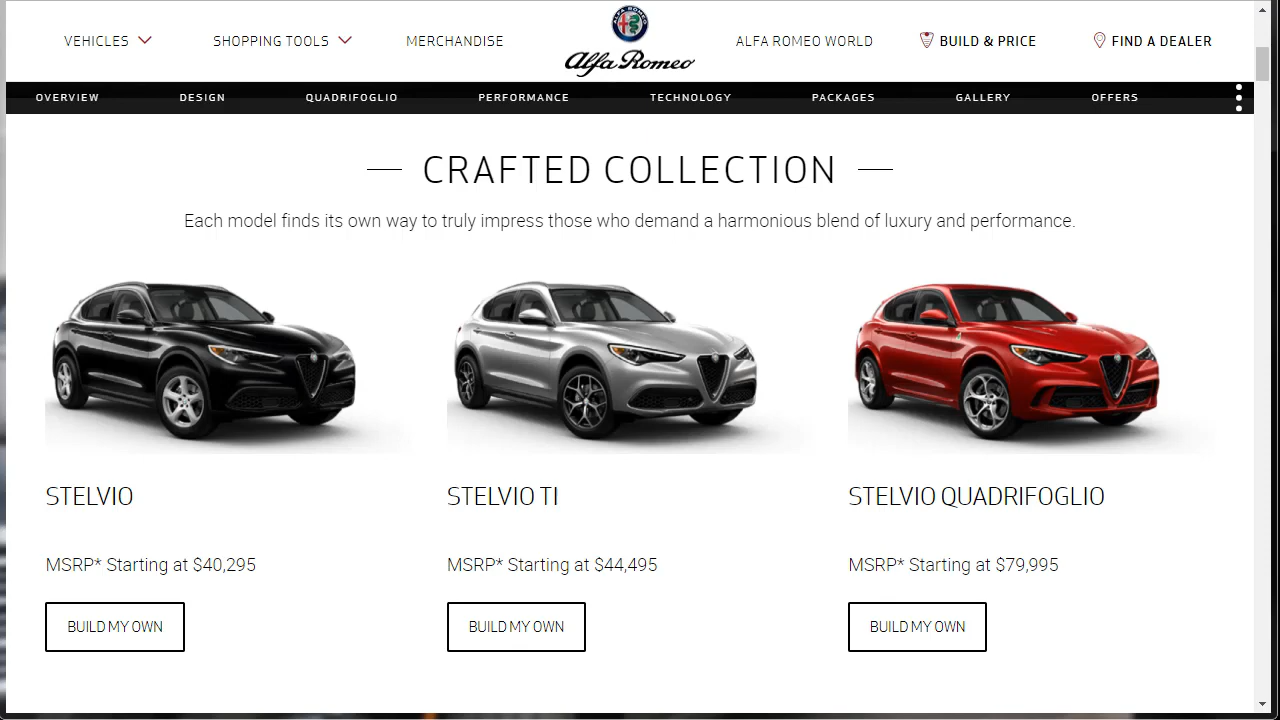 VEHICLES SHOPPING TOOLS MERCHANDISE ALFA ROMEO Alfa Romeo ALFA ROMEO WORLD BUILD & PRICE FIND A DEALER
OVERVIEW DESIGN QUADRIFOGLIO PERFORMANCE TECHNOLOGY PACKAGES GALLERY OFFERS
CRAFTED COLLECTION
Each model finds its own way to truly impress those who demand a harmonious blend of luxury and performance.
STELVIO
MSRP* Starting at $40,295
BUILD MY OWN
STELVIO TI
MSRP* Starting at $44,495
BUILD MY OWN
STELVIO QUADRIFOGLIO
MSRP* Starting at $79,995
BUILD MY OWN